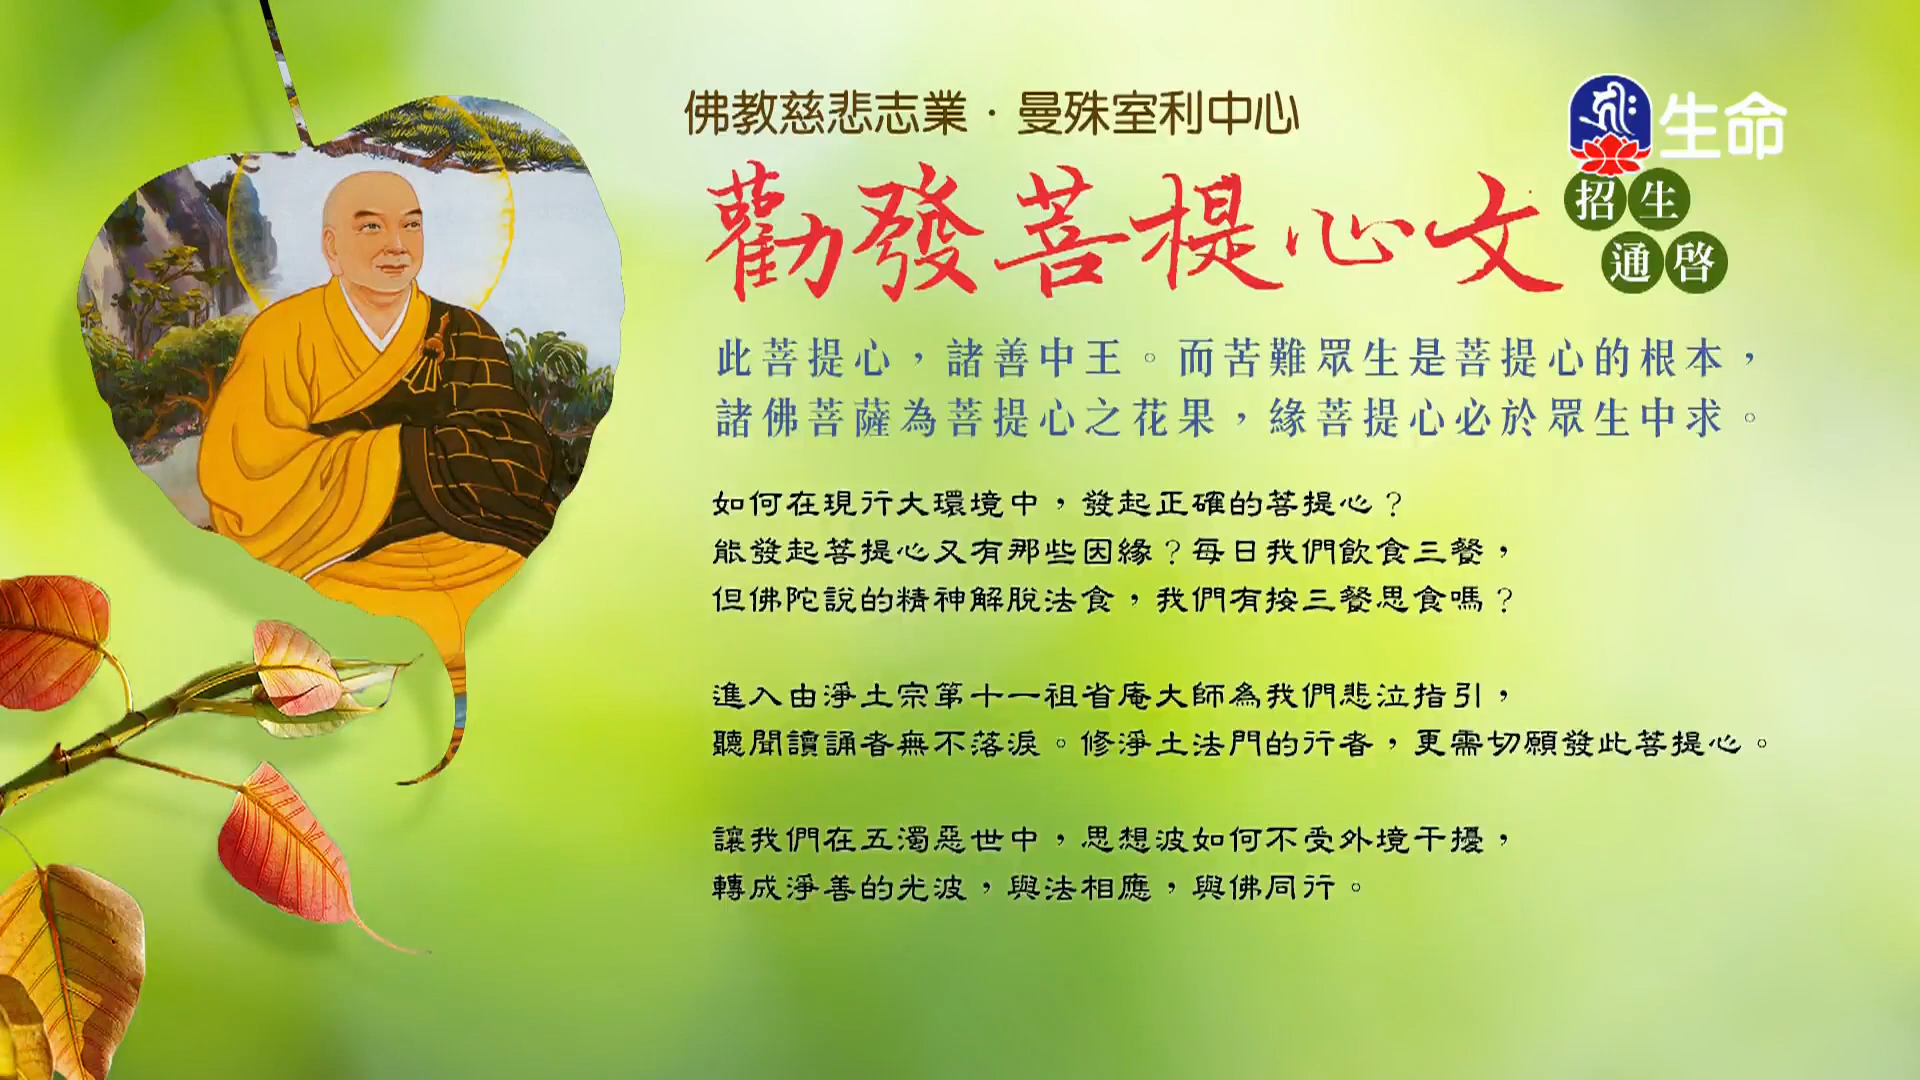 佛教慈悲志業·曼殊室利中心
生命
勸發菩提心文
招生
通啓
此菩提心，諸善中王。而苦難眾生是菩提心的根本，
諸佛菩薩為菩提心之花果，緣菩提心必於眾生中求。
如何在現行大環境中，發起正確的菩提心？
能發起菩提心又有那些因緣？每日我們飲食三餐，
但佛陀說的精神解脫法食，我們有按三餐思食嗎？
進入由淨土宗第十一祖省庵大師為我們悲泣指引，
聽聞讀誦者無不落淚。修淨土法門的行者，更需切願發此菩提心。
讓我們在五濁惡世中，思想波如何不受外境干擾，
轉成淨善的光波，與法相應，與佛同行。